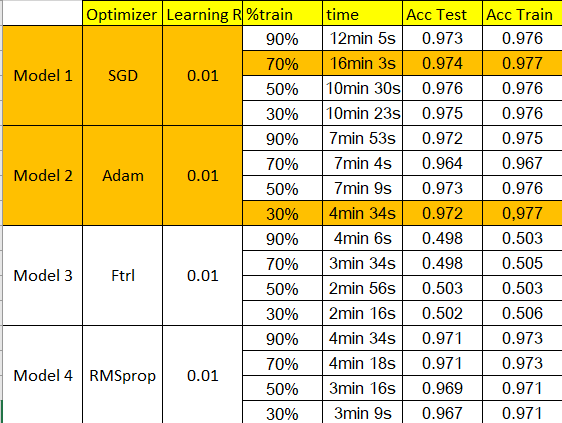 Optimizer Learning R %train time Acc Test Acc Train
90% 12min 5s 0.973 0.976
70% 16min 3s 0.974 0.977
Model 1 SGD 0.01
50% 10min 30s 0.976 0.976
30% 10min 23s 0.975 0.976
90% 7min 53s 0.972 0.975
70% 7min 4s 0.964 0.967
Model 2 Adam 0.01
50% 7min 9s 0.973 0.976
30% 4min 34s 0.972 0,977
90% 4min 6s 0.498 0.503
70% 3min 34s 0.498 0.505
Model 3 Ftrl 0.01
50% 2min 56s 0.503 0.503
30% 2min 16s 0.502 0.506
90% 4min 34s 0.971 0.973
70% 4min 18s 0.971 0.973
Model 4 RMSprop 0.01
50% 3min 16s 0.969 0.971
30% 3min 9s 0.967 0.971